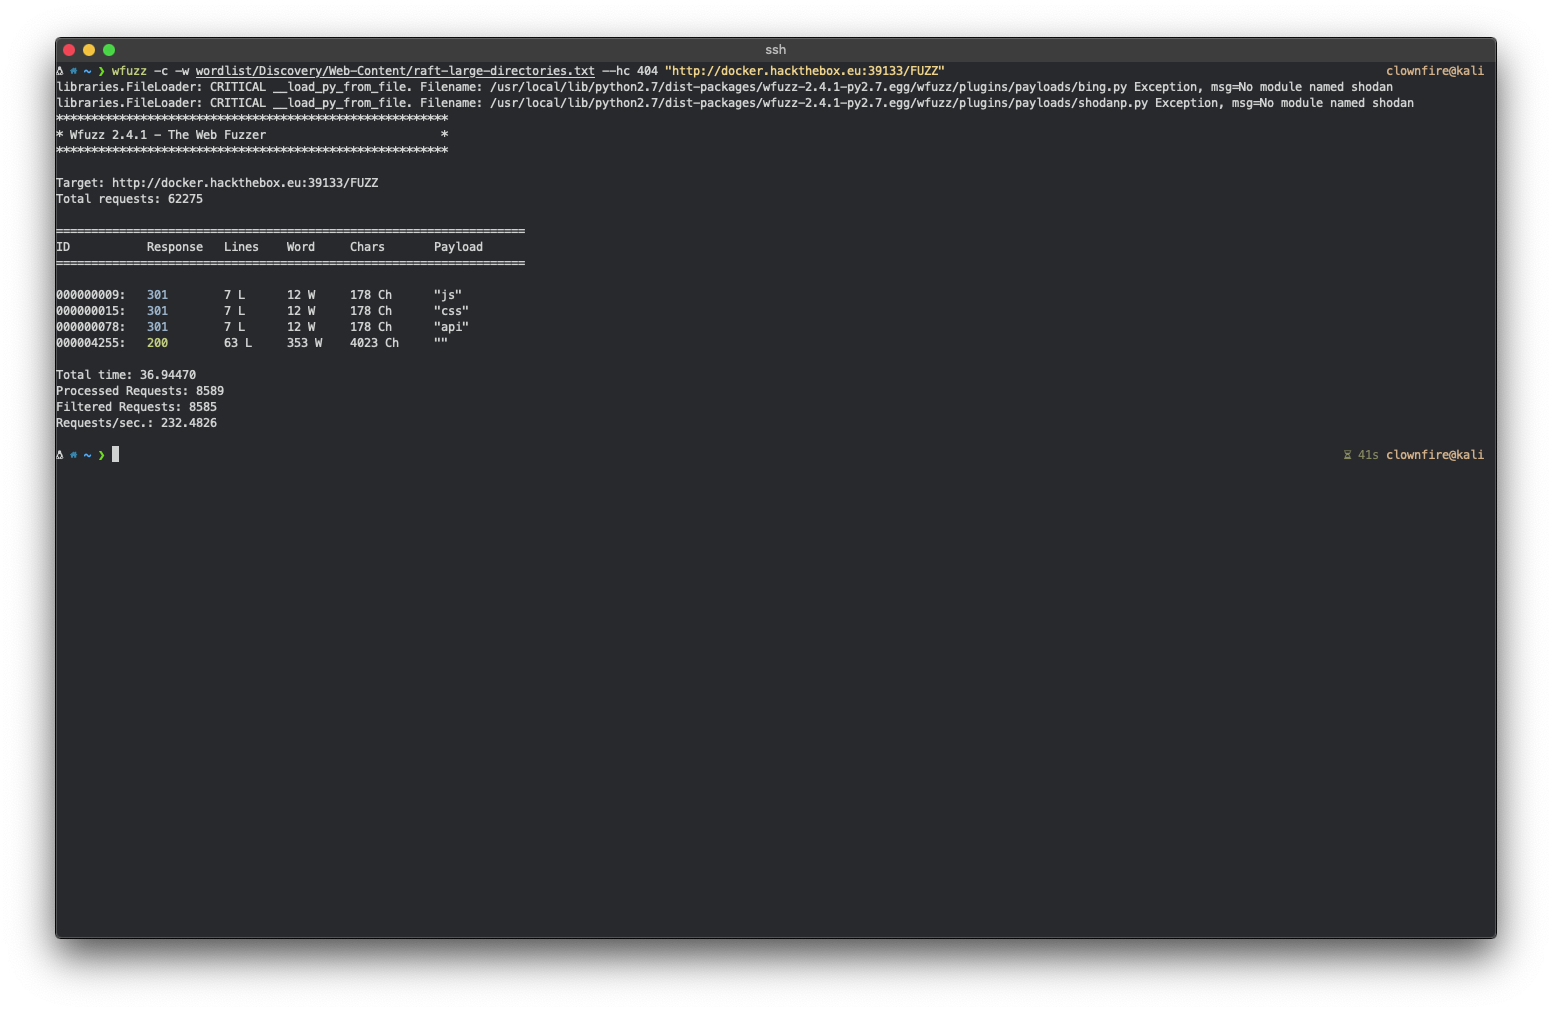 ssh
~ ❯ wfuzz -c -w wordlist/Discovery/Web-Content/raft-large-directories.txt --hc 404 "http://docker.hackthebox.eu:39133/FUZZ" clownfire@kali
libraries.FileLoader: CRITICAL __load_py_from_file. Filename: /usr/local/lib/python2.7/dist-packages/wfuzz-2.4.1-py2.7.egg/wfuzz/plugins/payloads/bing.py Exception, msg=No module named shodan
libraries.FileLoader: CRITICAL __load_py_from_file. Filename: /usr/local/lib/python2.7/dist-packages/wfuzz-2.4.1-py2.7.egg/wfuzz/plugins/payloads/shodanp.py Exception, msg=No module named shodan
********************************************************
* Wfuzz 2.4.1 - The Web Fuzzer                         *
********************************************************
Target: http://docker.hackthebox.eu:39133/FUZZ
Total requests: 62275
===================================================================
ID           Response   Lines    Word     Chars       Payload
===================================================================
000000009:   301        7 L      12 W     178 Ch      "js"
000000015:   301        7 L      12 W     178 Ch      "css"
000000078:   301        7 L      12 W     178 Ch      "api"
000004255:   200        63 L     353 W    4023 Ch     ""
Total time: 36.94470
Processed Requests: 8589
Filtered Requests: 8585
Requests/sec.: 232.4826
~ ❯ 41s clownfire@kali